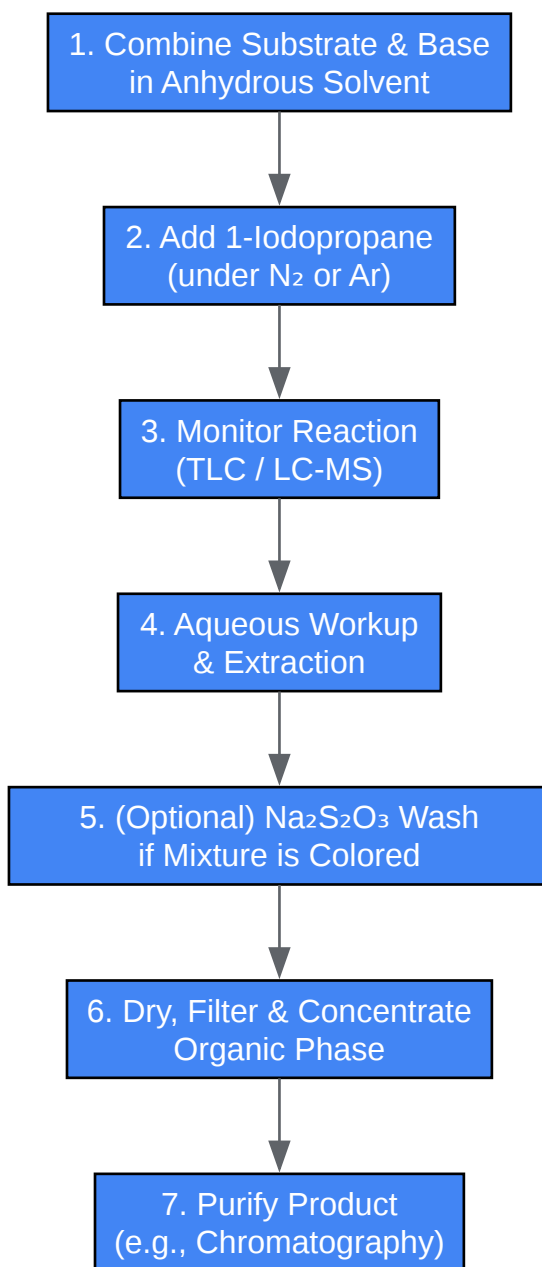 1. Combine Substrate & Base
in Anhydrous Solvent
2. Add 1-Iodopropane
(under N₂ or Ar)
3. Monitor Reaction
(TLC / LC-MS)
4. Aqueous Workup
& Extraction
5. (Optional) Na₂S₂O₃ Wash
if Mixture is Colored
6. Dry, Filter & Concentrate
Organic Phase
7. Purify Product
(e.g., Chromatography)